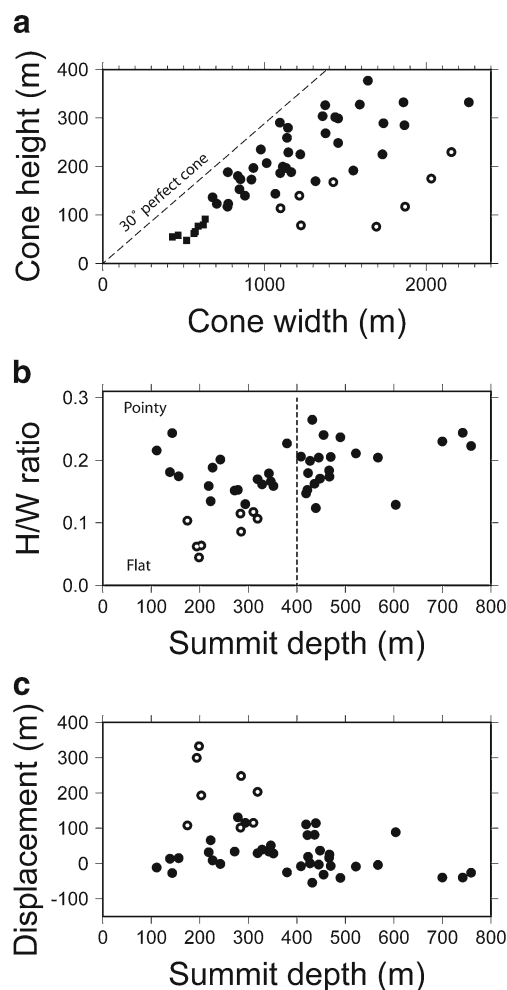 a
400
300
200
100
0
Cone height (m)
30° perfect cone
0 1000 2000
Cone width (m)
b
0.3
0.2
0.1
0.0
H/W ratio
Pointy
Flat
0 100 200 300 400 500 600 700 800
Summit depth (m)
c
400
300
200
100
0
-100
Displacement (m)
0 100 200 300 400 500 600 700 800
Summit depth (m)